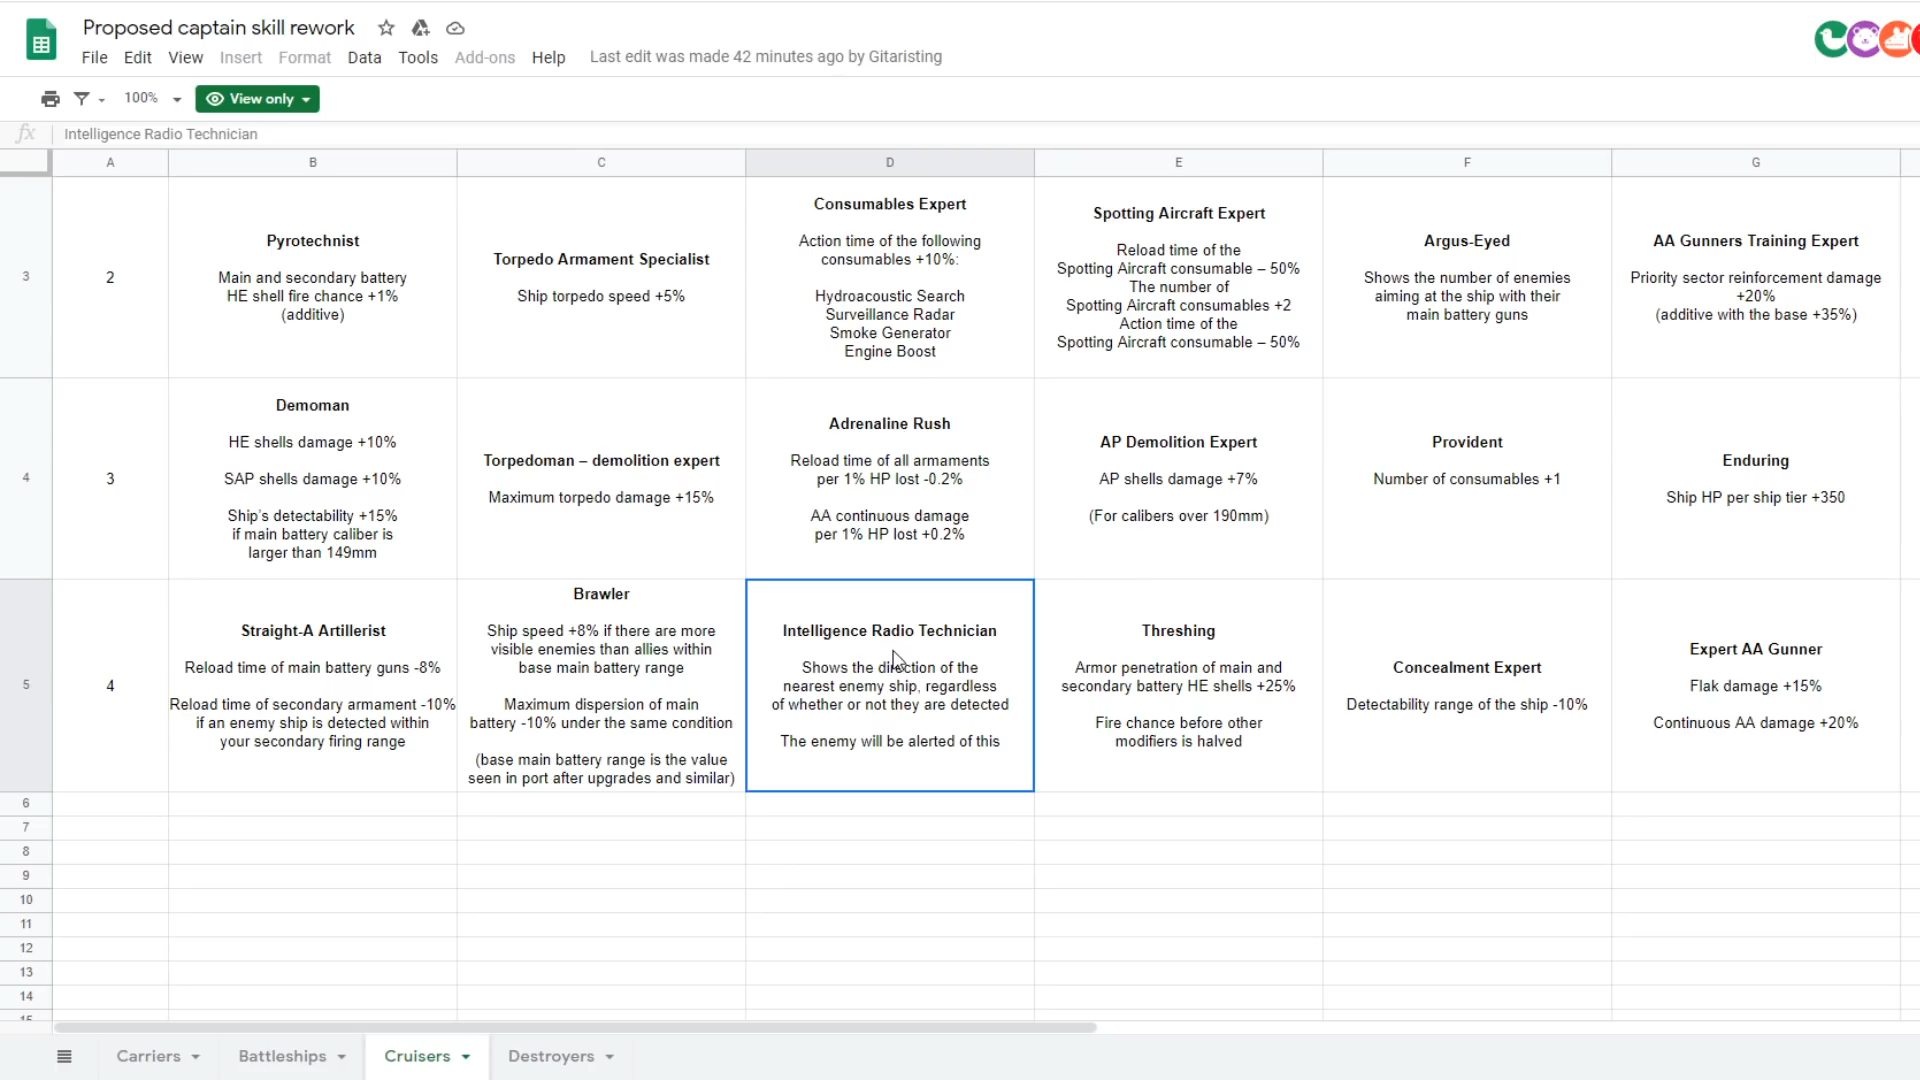 Proposed captain skill rework
File Edit View Insert Format Data Tools Add-ons Help Last edit was made 42 minutes ago by Gitaristing
100% View only
fx Intelligence Radio Technician
A B C D E F G
3
2
Pyrotechnist
Main and secondary battery
HE shell fire chance +1%
(additive)
Torpedo Armament Specialist
Ship torpedo speed +5%
Consumables Expert
Action time of the following
consumables +10%:
Hydroacoustic Search
Surveillance Radar
Smoke Generator
Engine Boost
Spotting Aircraft Expert
Reload time of the
Spotting Aircraft consumable – 50%
The number of
Spotting Aircraft consumables +2
Action time of the
Spotting Aircraft consumable – 50%
Argus-Eyed
Shows the number of enemies
aiming at the ship with their
main battery guns
AA Gunners Training Expert
Priority sector reinforcement damage
+20%
(additive with the base +35%)
4
3
Demoman
HE shells damage +10%
SAP shells damage +10%
Ship's detectability +15%
if main battery caliber is
larger than 149mm
Torpedoman – demolition expert
Maximum torpedo damage +15%
Adrenaline Rush
Reload time of all armaments
per 1% HP lost -0.2%
AA continuous damage
per 1% HP lost +0.2%
AP Demolition Expert
AP shells damage +7%
(For calibers over 190mm)
Provident
Number of consumables +1
Enduring
Ship HP per ship tier +350
5
4
Straight-A Artillerist
Reload time of main battery guns -8%
Reload time of secondary armament -10%
if an enemy ship is detected within
your secondary firing range
Brawler
Ship speed +8% if there are more
visible enemies than allies within
base main battery range
Maximum dispersion of main
battery -10% under the same condition
(base main battery range is the value
seen in port after upgrades and similar)
Intelligence Radio Technician
Shows the direction of the
nearest enemy ship, regardless
of whether or not they are detected
The enemy will be alerted of this
Threshing
Armor penetration of main and
secondary battery HE shells +25%
Fire chance before other
modifiers is halved
Concealment Expert
Detectability range of the ship -10%
Expert AA Gunner
Flak damage +15%
Continuous AA damage +20%
6
7
8
9
10
11
12
13
14
15
Carriers Battleships Cruisers Destroyers